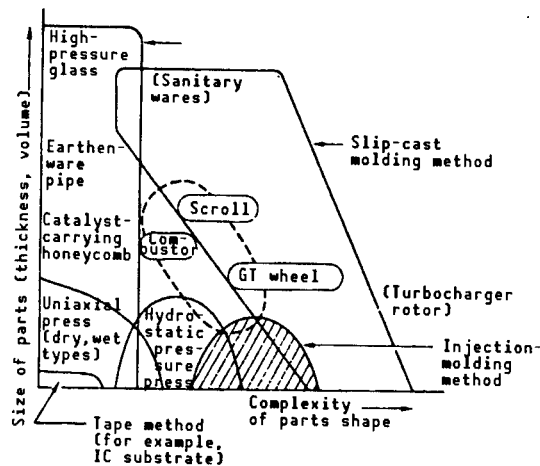 High-
pressure
glass
(Sanitary
wares)
Slip-cast
molding method
Earthen-
ware
pipe
Scroll
Catalyst-
carrying
honeycomb
Com-
bustor
GT wheel
Uniaxial
press
(dry,wet
types)
Hydro
static
pres-
sure
press
(Turbocharger
rotor)
Injection-
molding
method
Tape method
(for example,
IC substrate)
Complexity
of parts shape
Size of parts (thickness, volume)